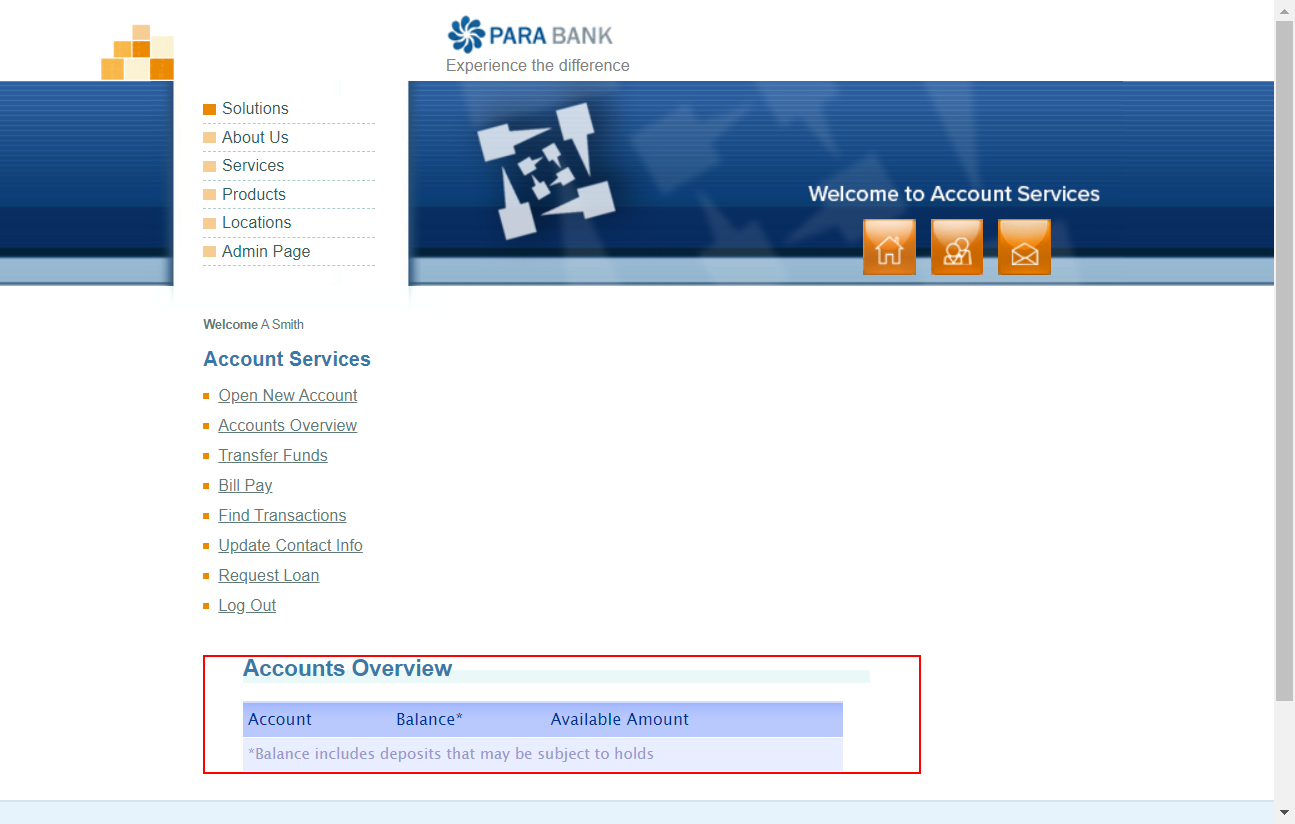 PARA BANK
Experience the difference
Solutions
About Us
Services
Products
Locations
Admin Page
Welcome to Account Services
Welcome A Smith
Account Services
Open New Account
Accounts Overview
Transfer Funds
Bill Pay
Find Transactions
Update Contact Info
Request Loan
Log Out
Accounts Overview
Account Balance* Available Amount
*Balance includes deposits that may be subject to holds